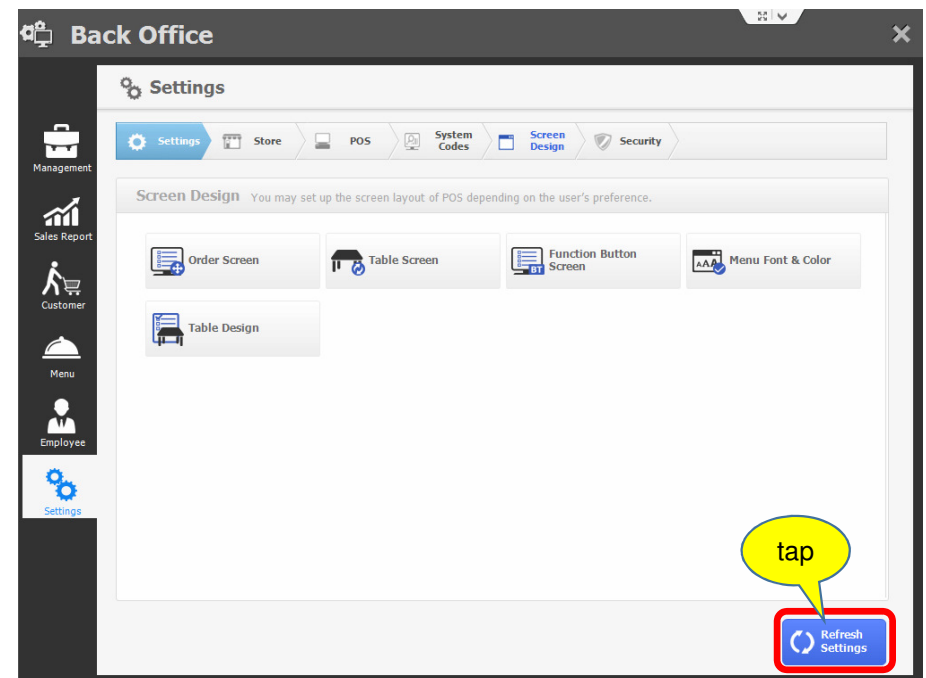 Back Office
Settings
Settings
Store
POS
System
Codes
Screen
Design
Security
Management
Sales Report
Customer
Menu
Employee
Settings
Screen Design You may set up the screen layout of POS depending on the user's preference.
Order Screen
Table Screen
BT
Function Button
Screen
AAA
Menu Font & Color
Table Design
tap
Refresh
Settings